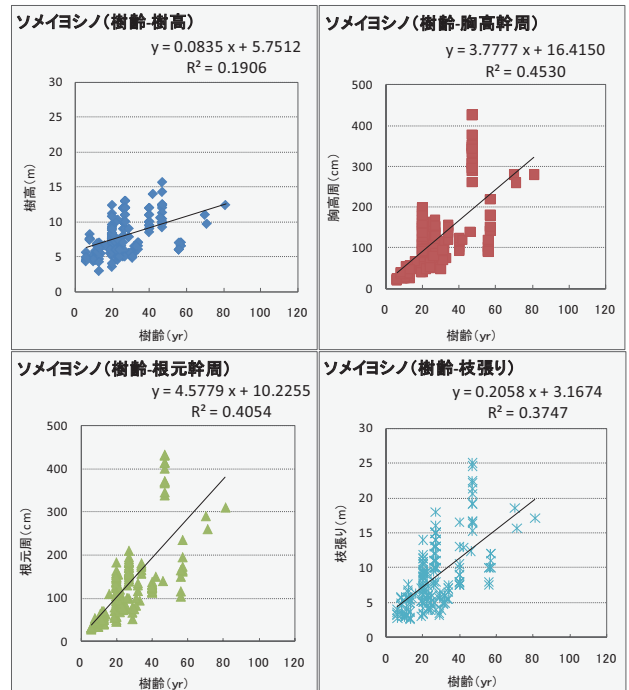 ソメイヨシノ(樹齢-樹高)
y = 0.0835 x + 5.7512
R² = 0.1906
30
25
20
15
10
5
0
樹高(m)
0 20 40 60 80 100 120
樹齢(yr)
ソメイヨシノ(樹齢-胸高幹周)
y = 3.7777 x + 16.4150
R² = 0.4530
500
400
300
200
100
0
胸高周(cm)
0 20 40 60 80 100 120
樹齢(yr)
ソメイヨシノ(樹齢-根元幹周)
y = 4.5779 x + 10.2255
R² = 0.4054
500
400
300
200
100
0
根元周(cm)
0 20 40 60 80 100 120
樹齢(yr)
ソメイヨシノ(樹齢-枝張り)
y = 0.2058 x + 3.1674
R² = 0.3747
30
25
20
15
10
5
0
枝張り(m)
0 20 40 60 80 100 120
樹齢(yr)